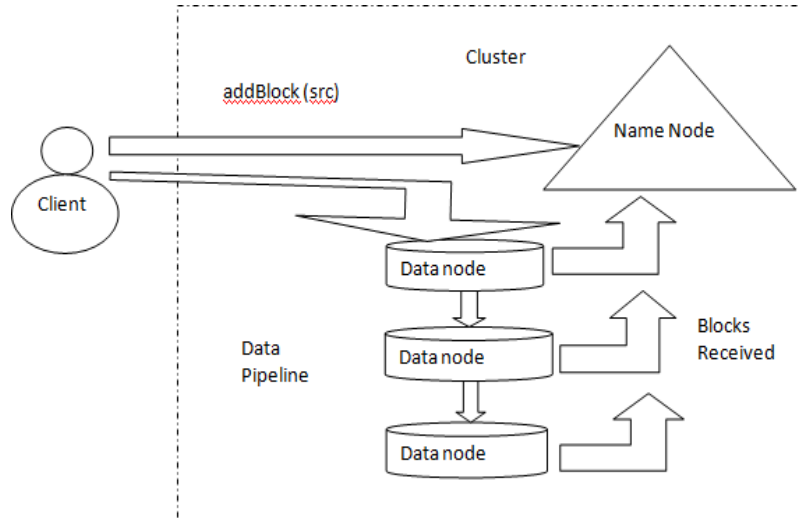 Cluster
addBlock (src)
Name Node
Client
Data node
Data node
Data
Pipeline
Blocks
Received
Data node